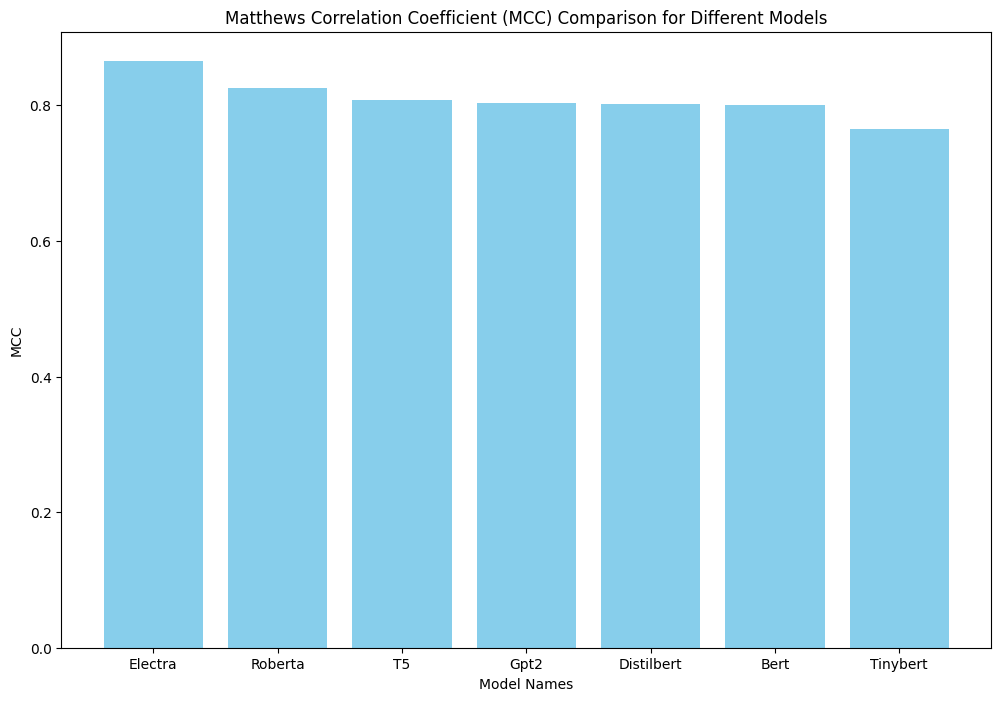 Matthews Correlation Coefficient (MCC) Comparison for Different Models
MCC
0.8
0.6
0.4
0.2
0.0
Electra Roberta T5 Gpt2 Distilbert Bert Tinybert
Model Names